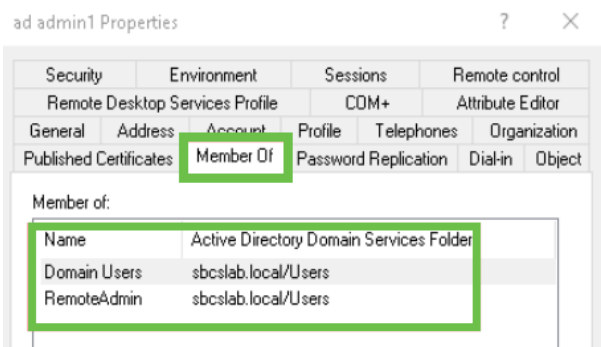 ad admin1 Properties ?
Security Environment Sessions Remote control
Remote Desktop Services Profile COM+ Attribute Editor
General Address Account Profile Telephones Organization
Published Certificates Member Of Password Replication Dial-in Object
Member of:
Name Active Directory Domain Services Folder
Domain Users sbcslab.local/Users
RemoteAdmin sbcslab.local/Users